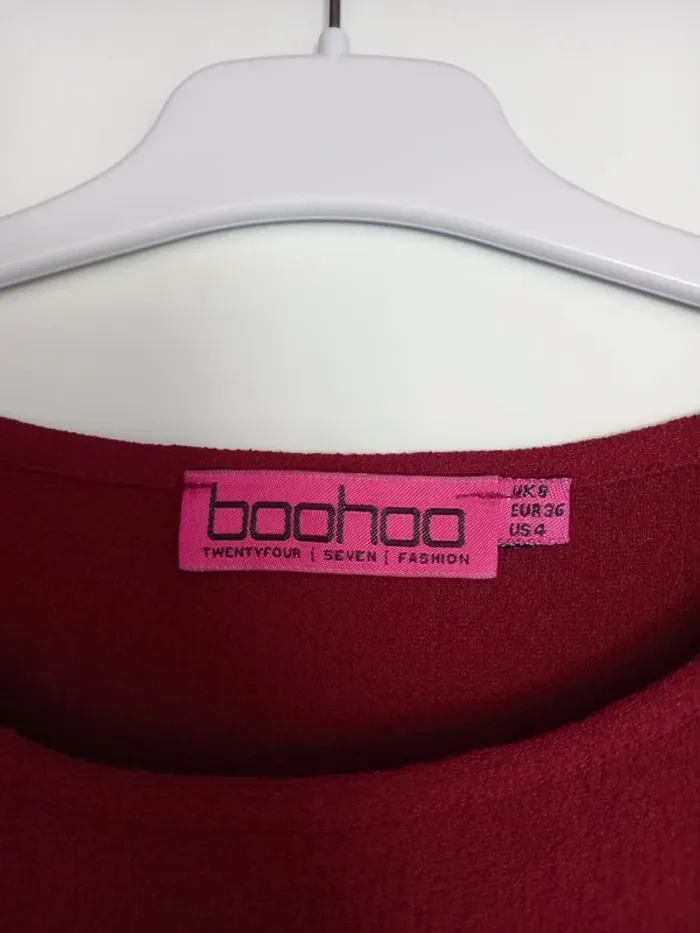 boohoo
TWENTYFOUR | SEVEN | FASHION
UK 8
EUR 36
US 4